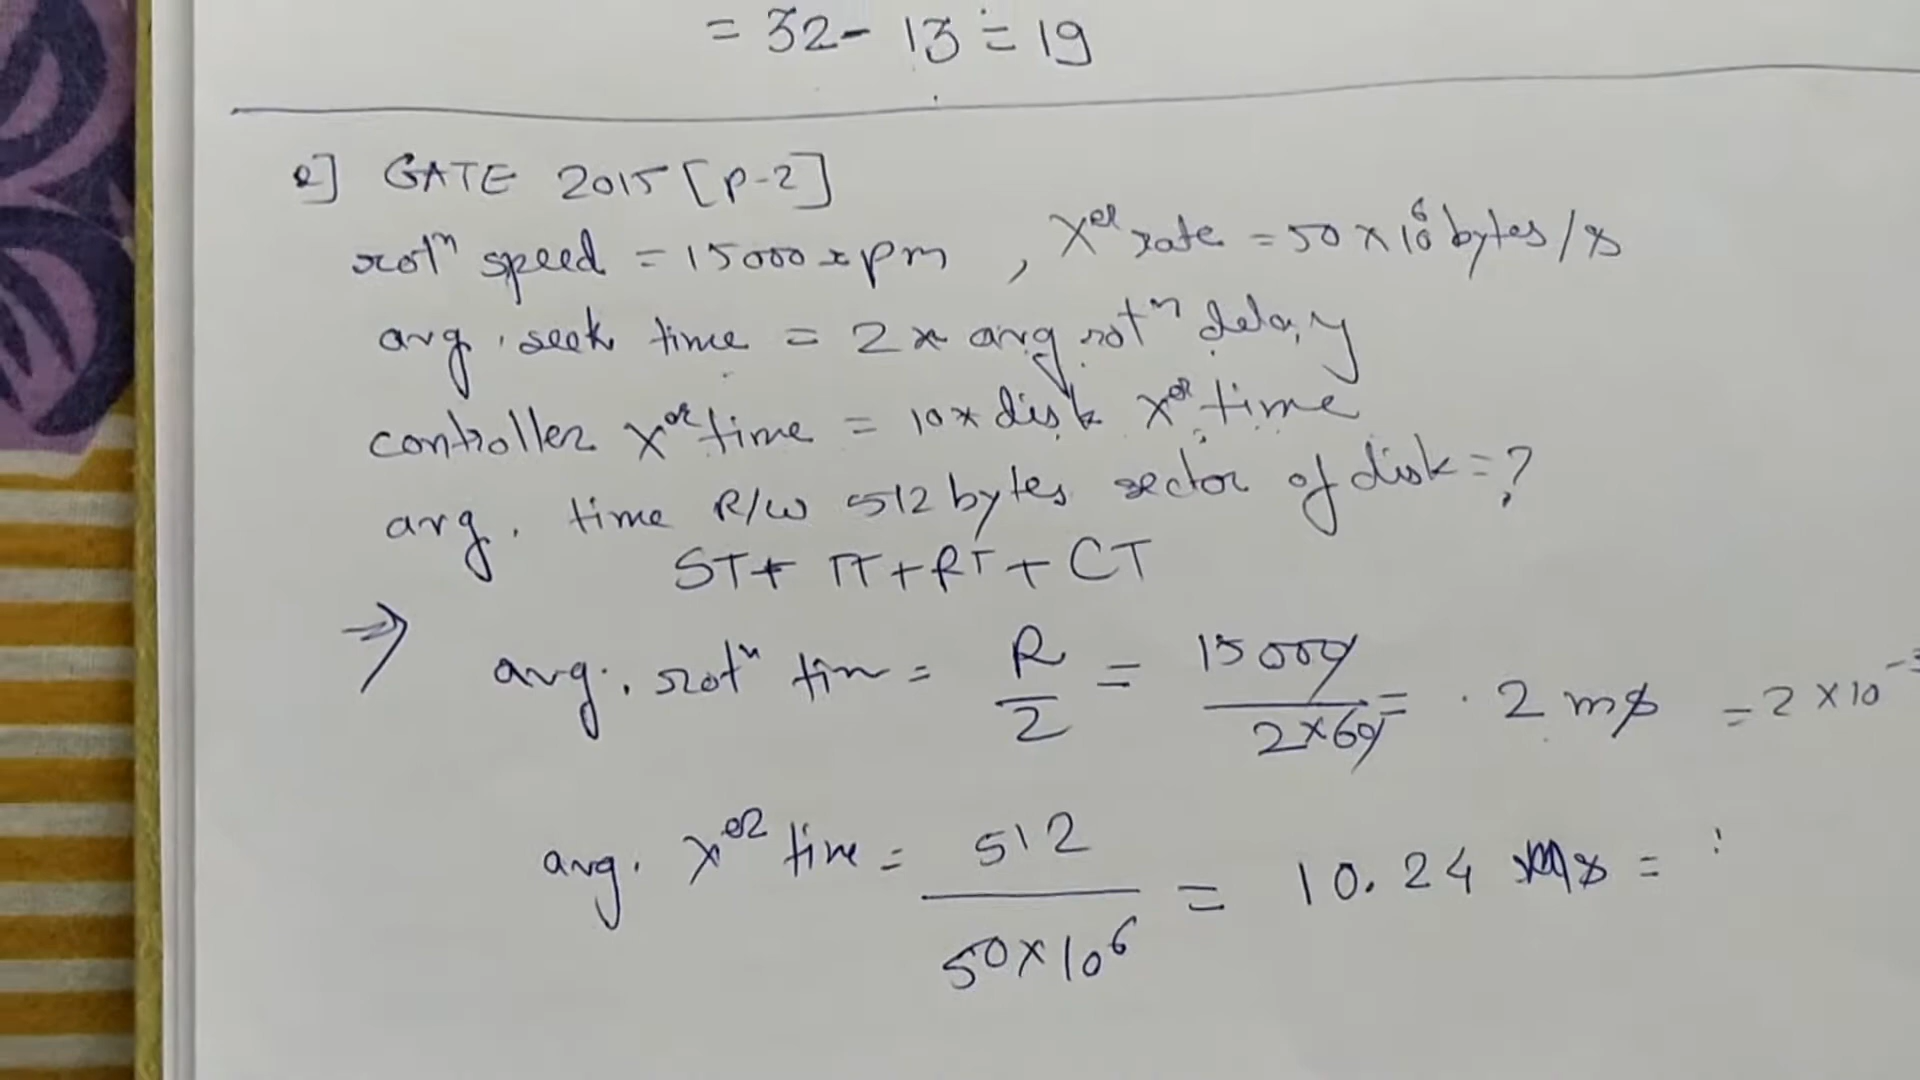 = 32 - 13 = 19
2] GATE 2015 [P-2]
rotⁿ speed = 15000 rpm , Xᵉʳ rate = 50 × 10⁶ bytes/s
avg. seek time = 2 × avg rotⁿ delay
controller Xᵉʳ time = 10 × disk Xᵉʳ time
avg. time R/W 512 bytes sector of disk = ?
ST + TT + RT + CT
⇒ avg. rotⁿ tim = R/2 = 15000/2×60 = . 2 ms = 2 × 10⁻³
avg. xᵉʳ time = 512/50×10⁶ = 10.24 s =